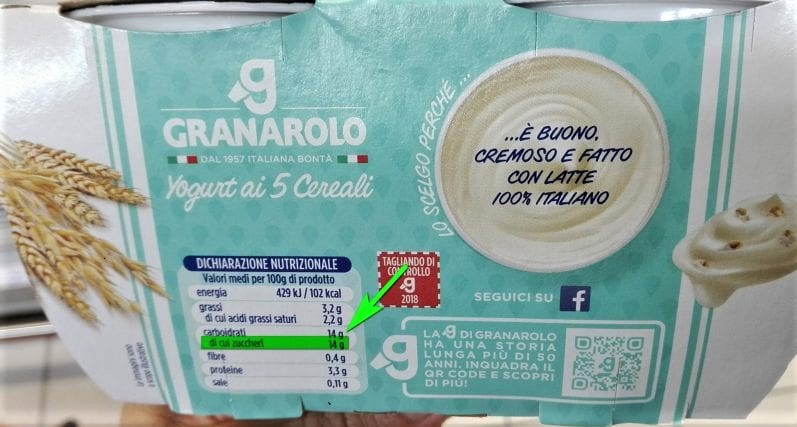 GRANAROLO
DAL 1957 ITALIANA BONTÀ
Yogurt ai 5 Cereali
LO SCELGO PERCHÉ ...
...È BUONO,
CREMOSO E FATTO
CON LATTE
100% ITALIANO
DICHIARAZIONE NUTRIZIONALE
Valori medi per 100g di prodotto
energia 429 kJ / 102 kcal
grassi 3,2 g
di cui acidi grassi saturi 2,2 g
carboidrati 14 g
di cui zuccheri 14 g
fibre 0,4 g
proteine 3,3 g
sale 0,11 g
TAGLIANDO DI
CONTROLLO
g
2018
SEGUICI SU f
LA g DI GRANAROLO
HA UNA STORIA
LUNGA PIÙ DI 50
ANNI. INQUADRA IL
QR CODE E SCOPRI
DI PIÙ!